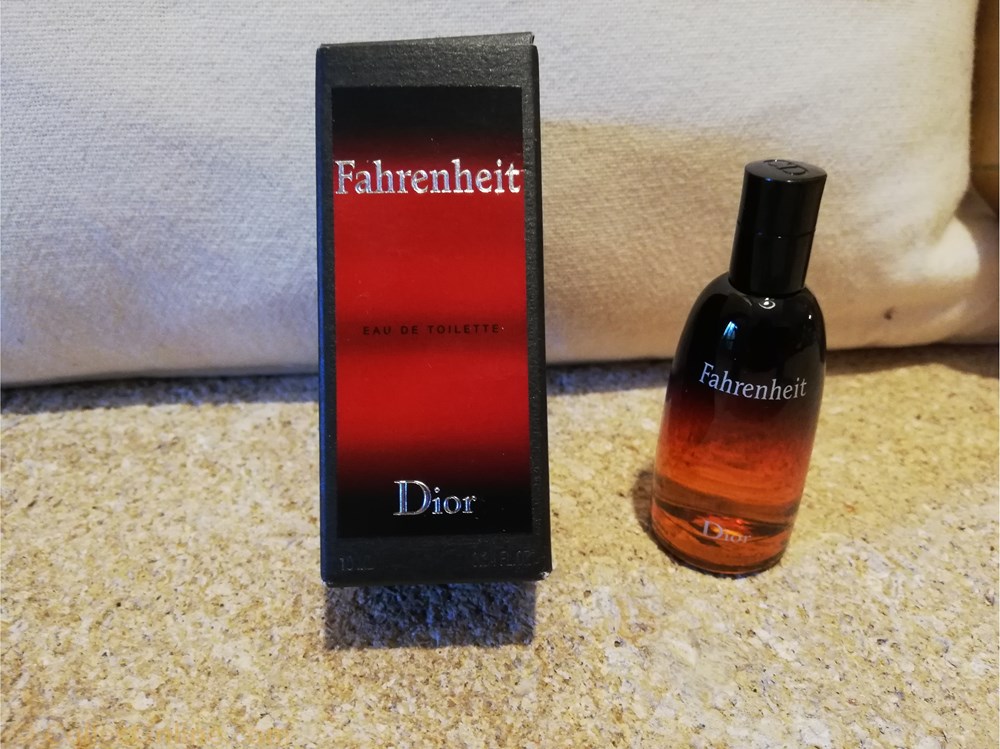 Fahrenheit
EAU DE TOILETTE
Dior
Fahrenheit
Dior